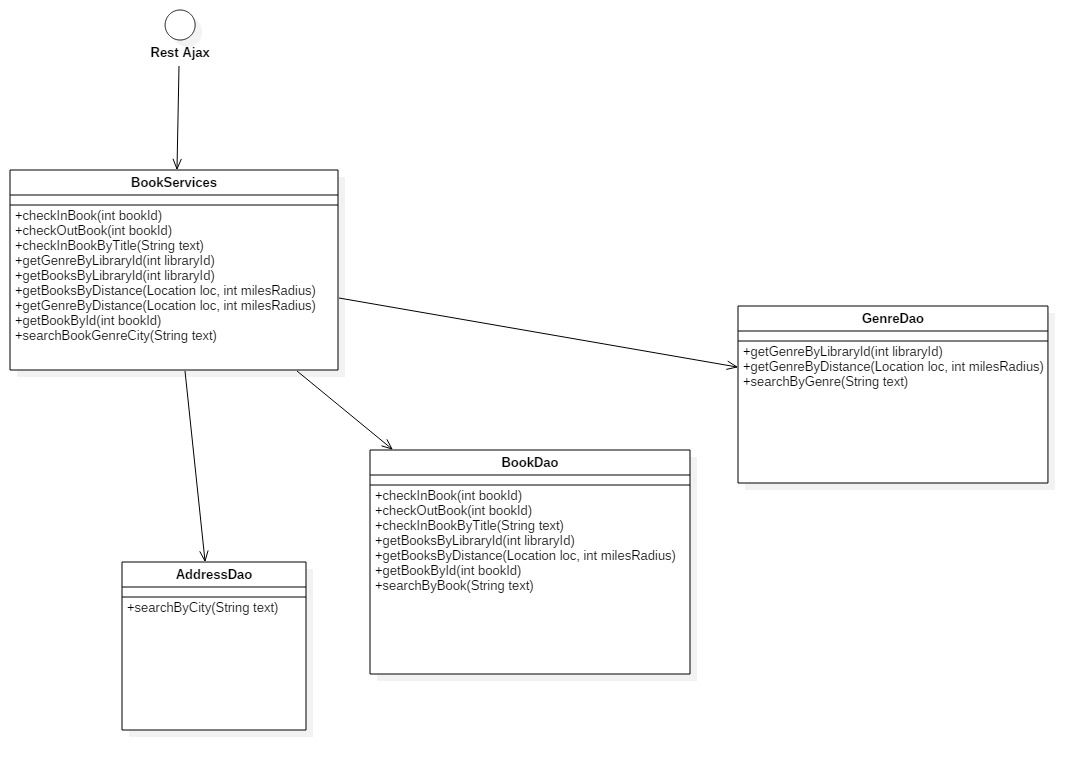 Rest Ajax
BookServices
+checkInBook(int bookId)
+checkOutBook(int bookId)
+checkInBookByTitle(String text)
+getGenreByLibraryId(int libraryId)
+getBooksByLibraryId(int libraryId)
+getBooksByDistance(Location loc, int milesRadius)
+getGenreByDistance(Location loc, int milesRadius)
+getBookById(int bookId)
+searchBookGenreCity(String text)
GenreDao
+getGenreByLibraryId(int libraryId)
+getGenreByDistance(Location loc, int milesRadius)
+searchByGenre(String text)
BookDao
+checkInBook(int bookId)
+checkOutBook(int bookId)
+checkInBookByTitle(String text)
+getBooksByLibraryId(int libraryId)
+getBooksByDistance(Location loc, int milesRadius)
+getBookById(int bookId)
+searchByBook(String text)
AddressDao
+searchByCity(String text)